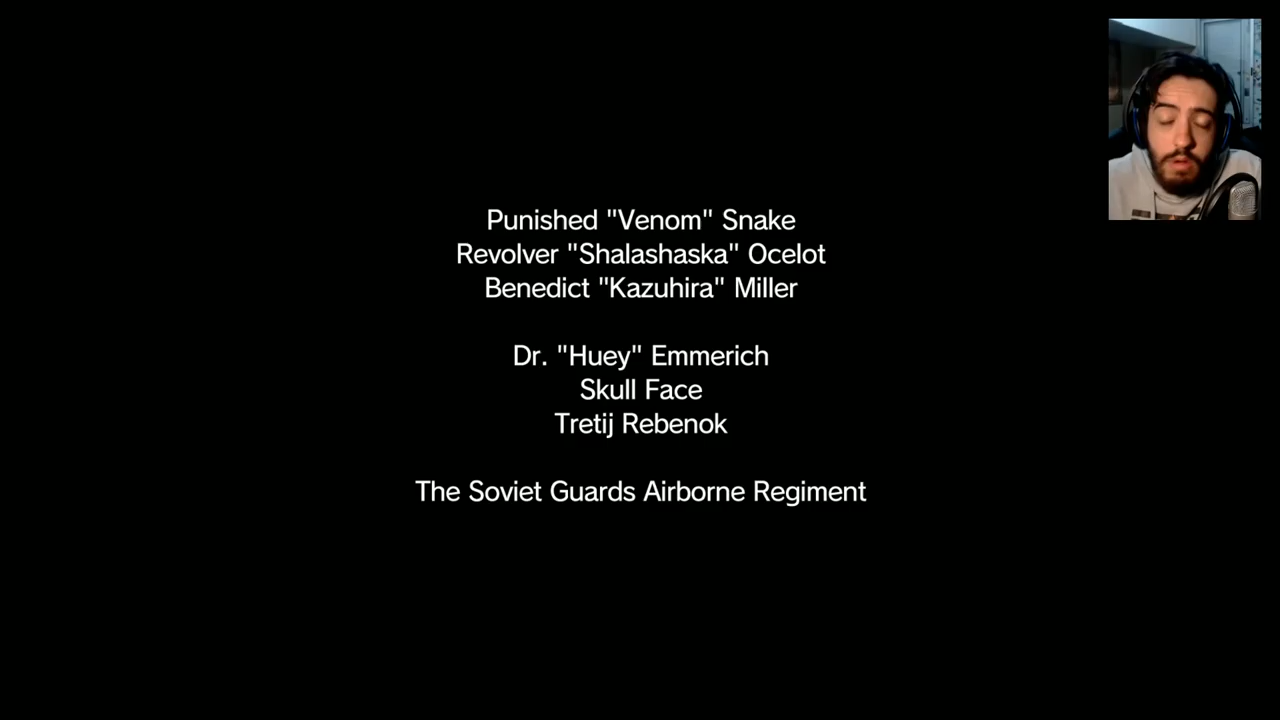 Punished "Venom" Snake
Revolver "Shalashaska" Ocelot
Benedict "Kazuhira" Miller
Dr. "Huey" Emmerich
Skull Face
Tretij Rebenok
The Soviet Guards Airborne Regiment